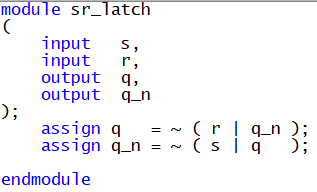 module sr_latch
(
    input   s,
    input   r,
    output  q,
    output  q_n
);
    assign q   = ~ ( r | q_n );
    assign q_n = ~ ( s | q   );
endmodule